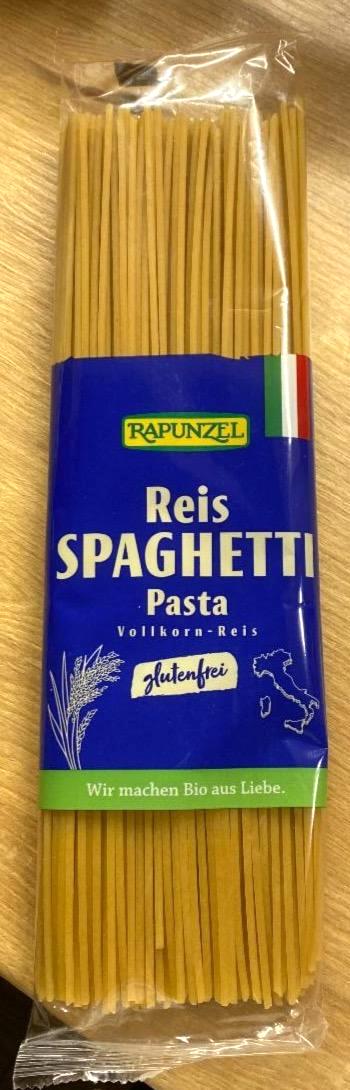 RAPUNZEL
Reis
SPAGHETTI
Pasta
Vollkorn-Reis
glutenfrei
Wir machen Bio aus Liebe.